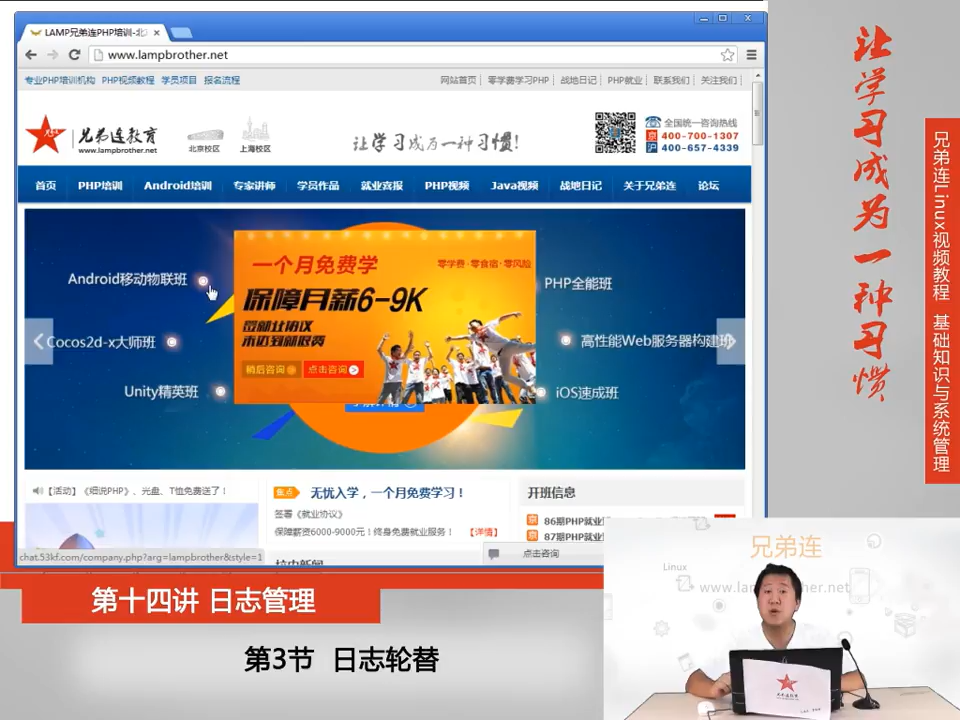 LAMP兄弟连PHP培训-北
www.lampbrother.net
专业PHP培训机构 PHP视频教程 学员项目 报名流程
网站首页| 零学费学习PHP| 战地日记| PHP就业| 联系我们| 关注我们|
兄弟连教育
www.lampbrother.net
北京校区
上海校区
让学习成为一种习惯!
全国统一咨询热线
京 400-700-1307
沪 400-657-4339
首页 PHP培训 Android培训 专家讲师 学员作品 就业喜报 PHP视频 Java视频 战地日记 关于兄弟连 论坛
一个月免费学
零学费·零食宿·零风险
保障月薪6-9K
签就业协议
未达到就退费
稍后咨询
点击咨询
Android移动物联班
Cocos2d-x大师班
Unity精英班
PHP全能班
高性能Web服务器构建班
iOS速成班
【活动】《细说PHP》、光盘、T恤免费送了！
焦点 无忧入学，一个月免费学习！
签署《就业协议》
保障薪资6000-9000元！终身免费就业服务！ 【详情】
开班信息
京 86期PHP就业
京 87期PHP就业
点击咨询
chat.53kf.com/company.php?arg=lampbrother&style=1
让学习成为一种习惯
兄弟连Linux视频教程 基础知识与系统管理
第十四讲 日志管理
第3节 日志轮替
兄弟连
Linux